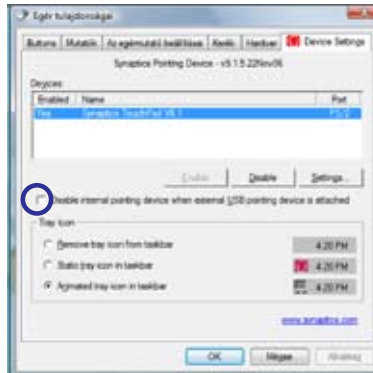 Egér tulajdonságai
Buttons Mutatók Az egérmutató beállításai Kerék Hardver Device Settings
Synaptics Pointing Device - v9.1.5 22Nov06
Devices:
Enabled Name Port
Yes Synaptics TouchPad V6.1 PS/2
Enable Disable Settings...
Disable internal pointing device when external USB pointing device is attached
Tray Icon
Remove tray icon from taskbar 4:20 PM
Static tray icon in taskbar 4:20 PM
Animated tray icon in taskbar 4:20 PM
www.synaptics.com
OK Mégse Alkalmaz